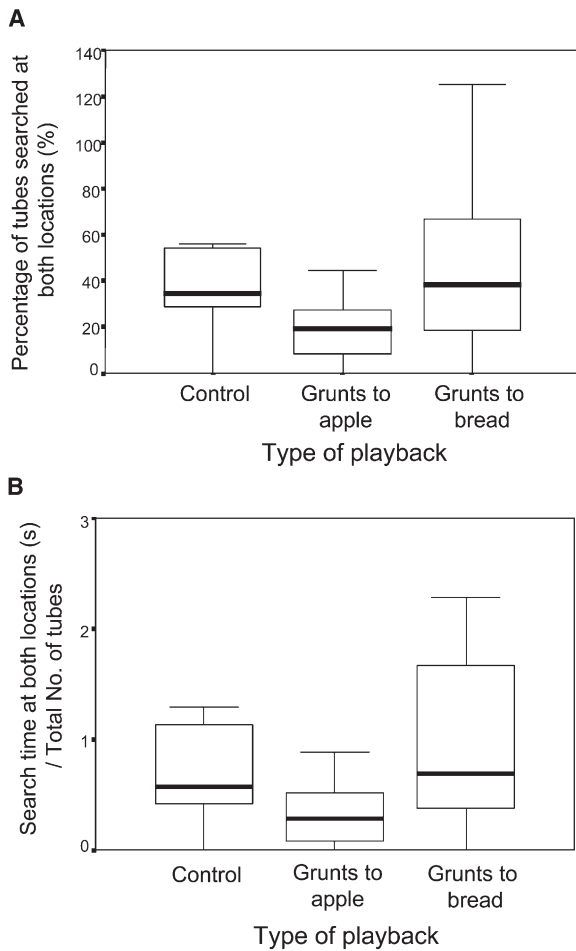 A
Percentage of tubes searched at
both locations (%)
140
120
100
80
60
40
20
0
Control
Grunts to
apple
Grunts to
bread
Type of playback
B
Search time at both locations (s)
/ Total No. of tubes
3
2
1
0
Control
Grunts to
apple
Grunts to
bread
Type of playback